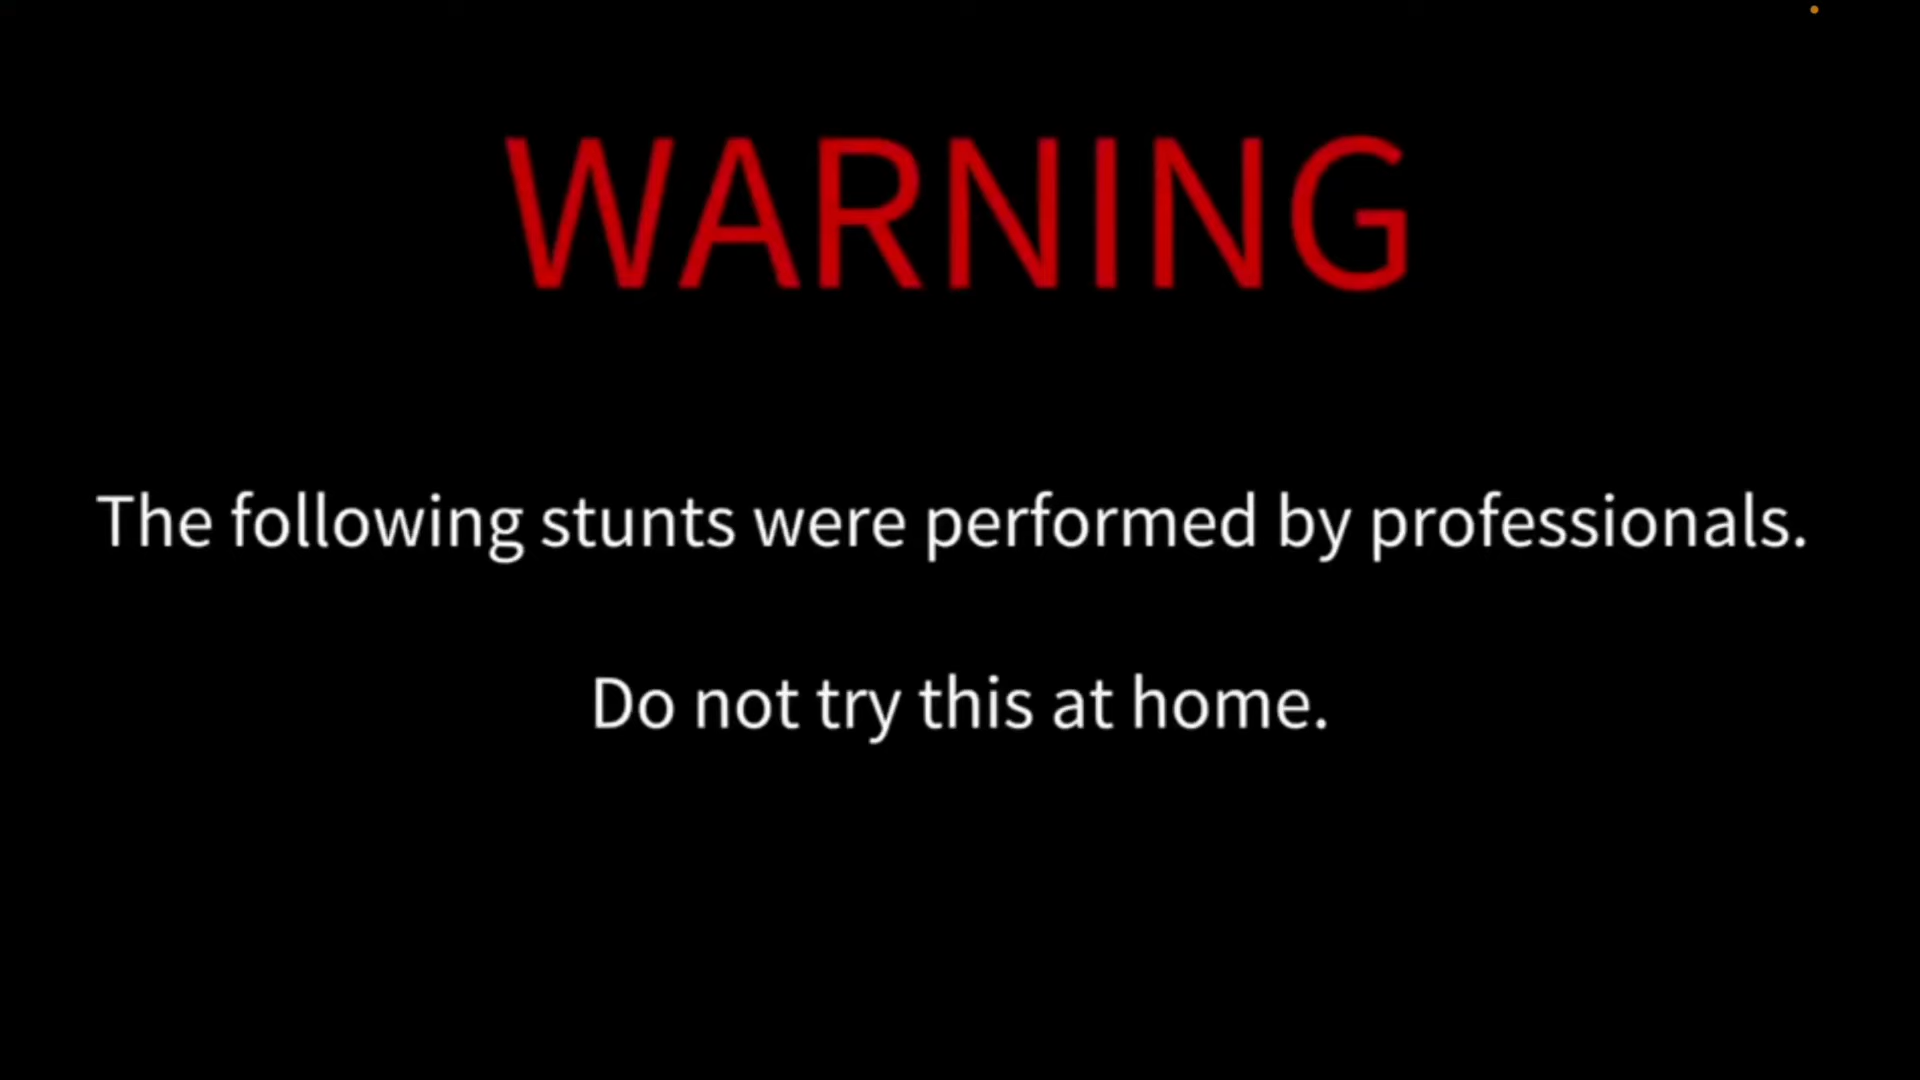 WARNING
The following stunts were performed by professionals.
Do not try this at home.